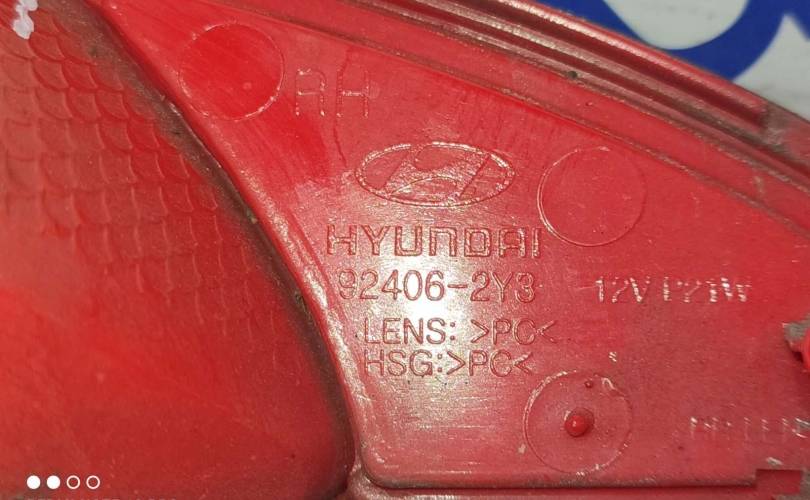 RH
HYUNDAI
92406-2Y3
12V P21W
LENS: >PC<
HSG:>PC<